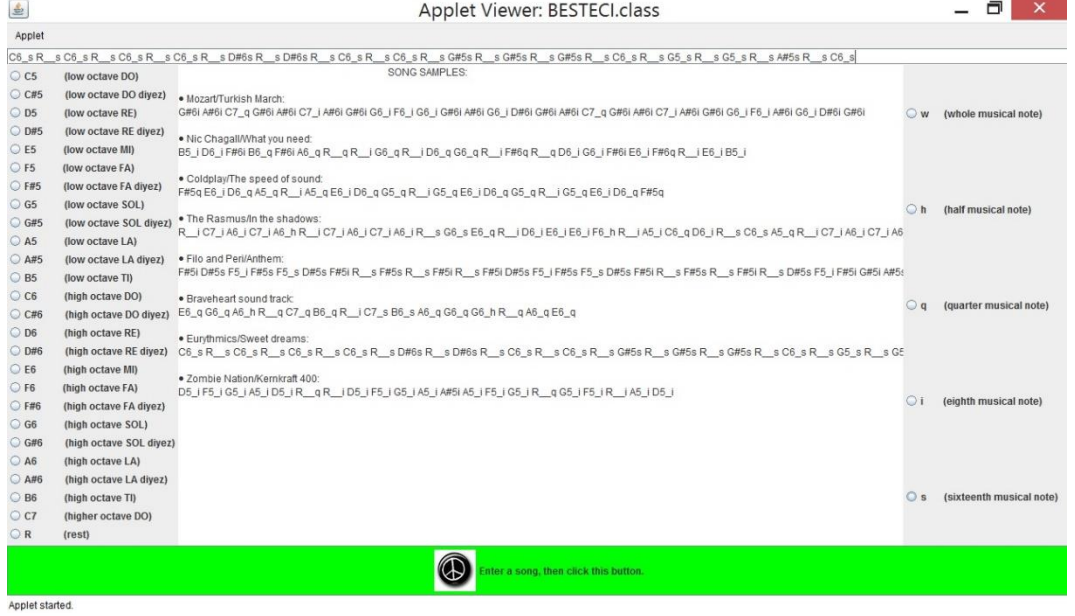 Applet Viewer: BESTECI.class
Applet
C6_s R__s C6_s R__s C6_s R__s C6_s R__s D#6s R__s D#6s R__s C6_s R__s C6_s R__s G#5s R__s G#5s R__s G#5s R__s C6_s R__s G5_s R__s G5_s R__s A#5s R__s C6_s
C5 (low octave DO)
C#5 (low octave DO diyez)
D5 (low octave RE)
D#5 (low octave RE diyez)
E5 (low octave MI)
F5 (low octave FA)
F#5 (low octave FA diyez)
G5 (low octave SOL)
G#5 (low octave SOL diyez)
A5 (low octave LA)
A#5 (low octave LA diyez)
B5 (low octave TI)
C6 (high octave DO)
C#6 (high octave DO diyez)
D6 (high octave RE)
D#6 (high octave RE diyez)
E6 (high octave MI)
F6 (high octave FA)
F#6 (high octave FA diyez)
G6 (high octave SOL)
G#6 (high octave SOL diyez)
A6 (high octave LA)
A#6 (high octave LA diyez)
B6 (high octave TI)
C7 (higher octave DO)
R (rest)
SONG SAMPLES:
• Mozart/Turkish March:
G#6i A#6i C7_q G#6i A#6i C7_i A#6i G#6i G6_i F6_i G6_i G#6i A#6i G6_i D#6i G#6i A#6i C7_q G#6i A#6i C7_i A#6i G#6i G6_i F6_i A#6i G6_i D#6i G#6i
• Nic Chagall/What you need:
B5_i D6_i F#6i B6_q F#6i A6_q R__q R__i G6_q R__i D6_q G6_q R__i F#6q R__q D6_i G6_i F#6i E6_i F#6q R__i E6_i B5_i
• Coldplay/The speed of sound:
F#5q E6_i D6_q A5_q R__i A5_q E6_i D6_q G5_q R__i G5_q E6_i D6_q G5_q R__i G5_q E6_i D6_q F#5q
• The Rasmus/In the shadows:
R__i C7_i A6_i C7_i A6_h R__i C7_i A6_i C7_i A6_i R__s G6_s E6_q R__i D6_i E6_i E6_i F6_h R__i A5_i C6_q D6_i R__s C6_s A5_q R__i C7_i A6_i C7_i A6
• Filo and Peri/Anthem:
F#5i D#5s F5_i F#5s F5_s D#5s F#5i R__s F#5s R__s F#5i R__s F#5i D#5s F5_i F#5s F5_s D#5s F#5i R__s F#5s R__s F#5i R__s D#5s F5_i F#5i G#5i A#5s
• Braveheart sound track:
E6_q G6_q A6_h R__q C7_q B6_q R__i C7_s B6_s A6_q G6_q G6_h R__q A6_q E6_q
• Eurythmics/Sweet dreams:
C6_s R__s C6_s R__s C6_s R__s C6_s R__s D#6s R__s D#6s R__s C6_s R__s C6_s R__s G#5s R__s G#5s R__s G#5s R__s C6_s R__s G5_s R__s G5
• Zombie Nation/Kernkraft 400:
D5_i F5_i G5_i A5_i D5_i R__q R__i D5_i F5_i G5_i A5_i A#5i A5_i F5_i G5_i R__q G5_i F5_i R__i A5_i D5_i
w (whole musical note)
h (half musical note)
q (quarter musical note)
i (eighth musical note)
s (sixteenth musical note)
Enter a song, then click this button.
Applet started.